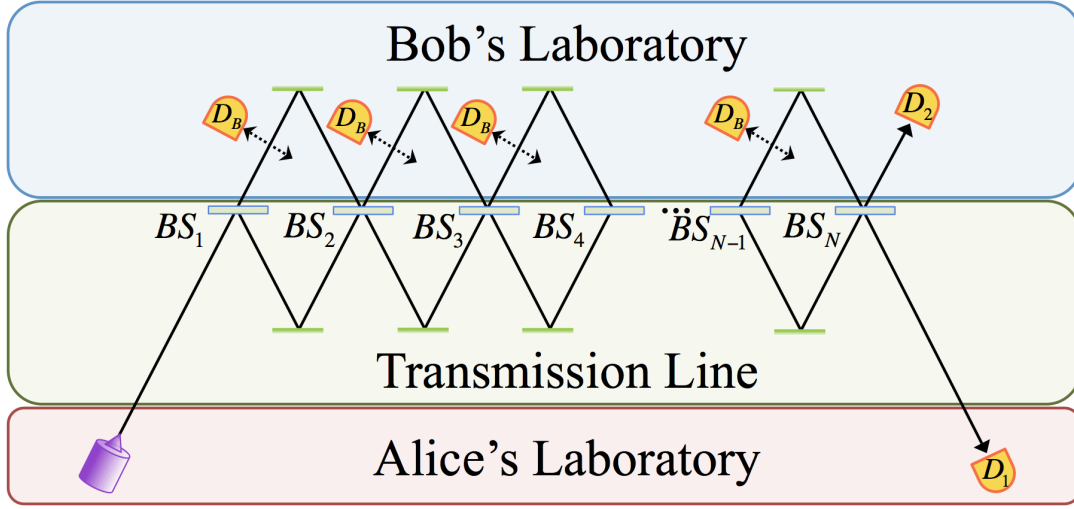 Bob's Laboratory
D_B D_B D_B D_B D_2
BS_1 BS_2 BS_3 BS_4 ... BS_{N-1} BS_N
Transmission Line
Alice's Laboratory
D_1